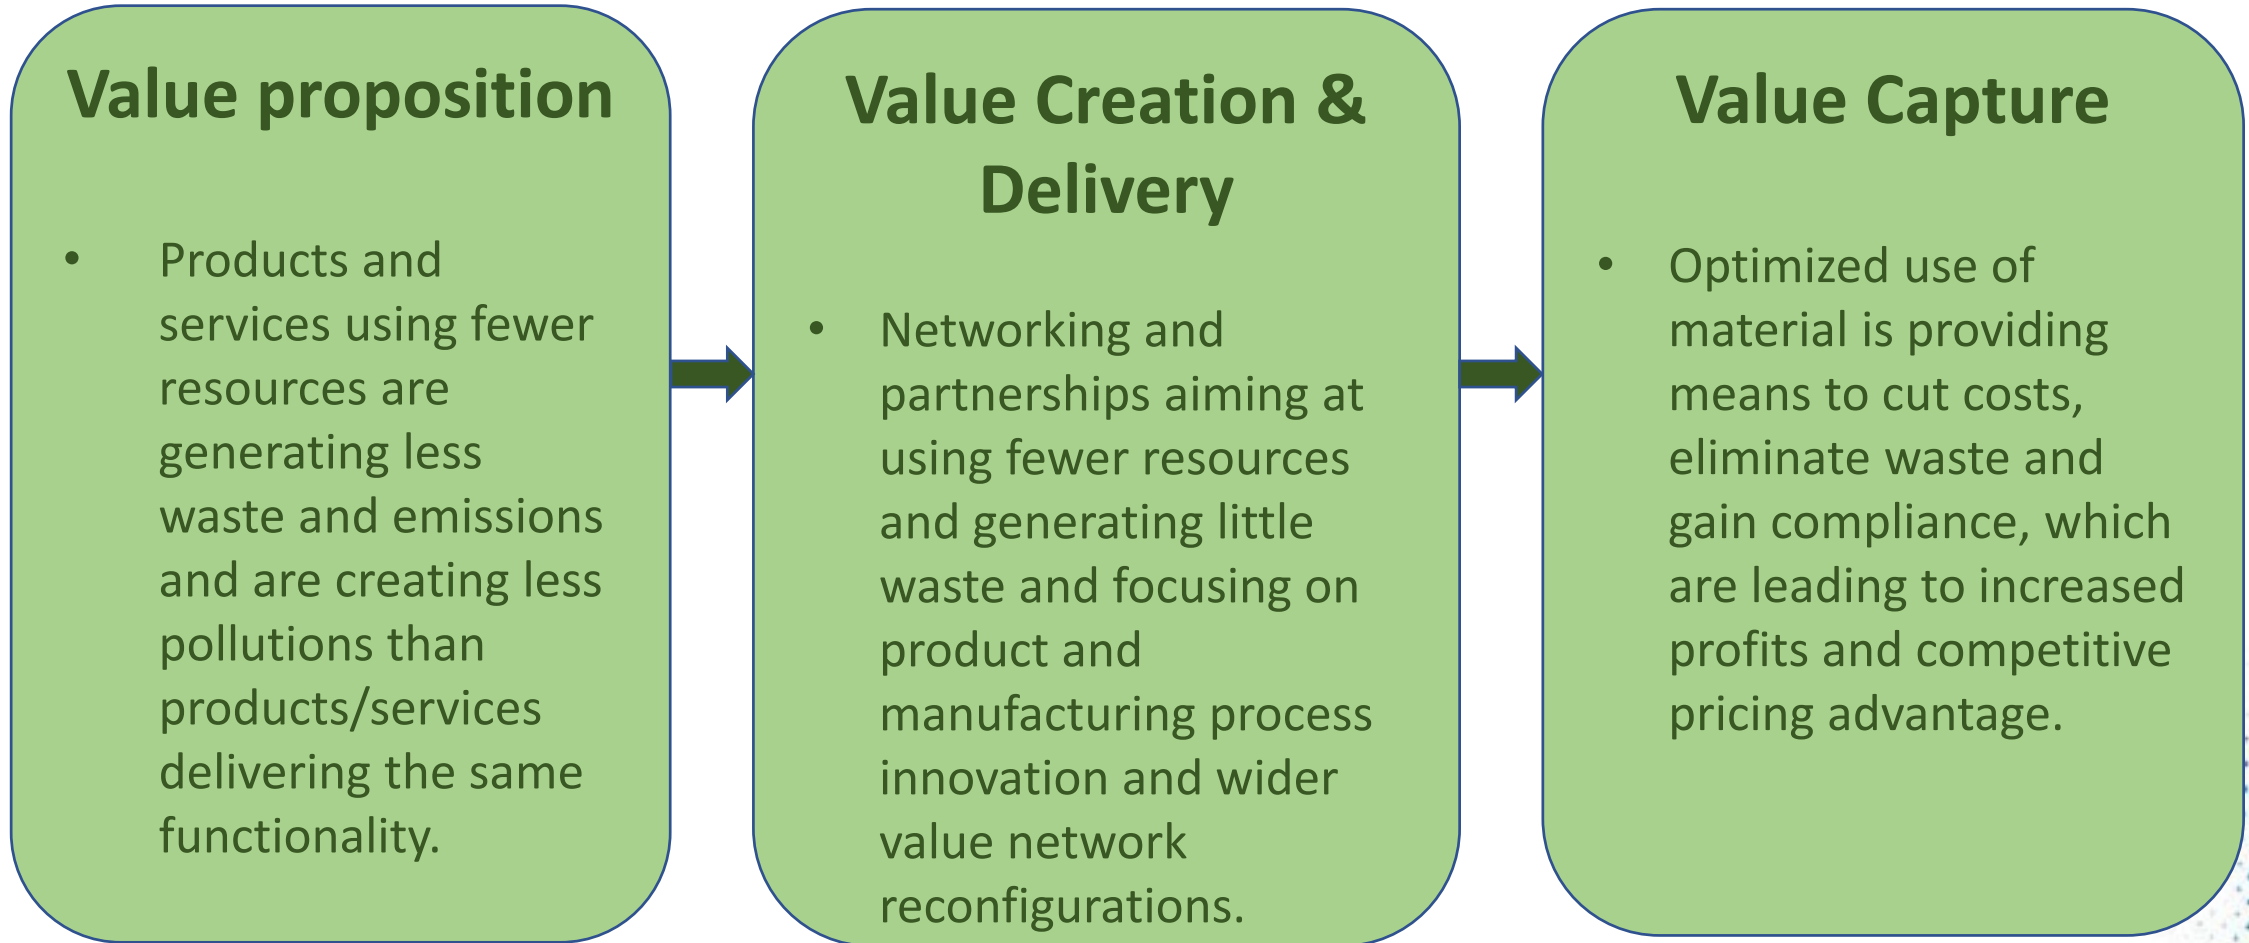 Value proposition
• Products and
services using fewer
resources are
generating less
waste and emissions
and are creating less
pollutions than
products/services
delivering the same
functionality.
Value Creation &
Delivery
• Networking and
partnerships aiming at
using fewer resources
and generating little
waste and focusing on
product and
manufacturing process
innovation and wider
value network
reconfigurations.
Value Capture
• Optimized use of
material is providing
means to cut costs,
eliminate waste and
gain compliance, which
are leading to increased
profits and competitive
pricing advantage.